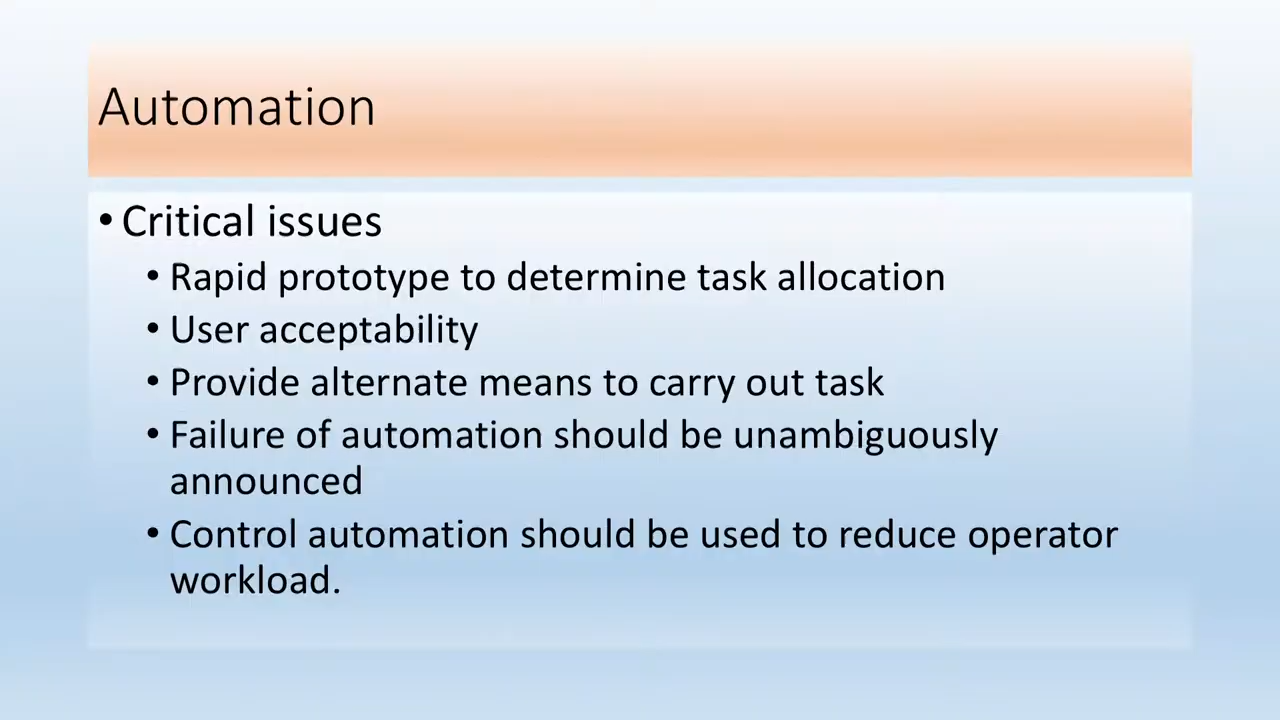 Automation
• Critical issues
• Rapid prototype to determine task allocation
• User acceptability
• Provide alternate means to carry out task
• Failure of automation should be unambiguously
announced
• Control automation should be used to reduce operator
workload.